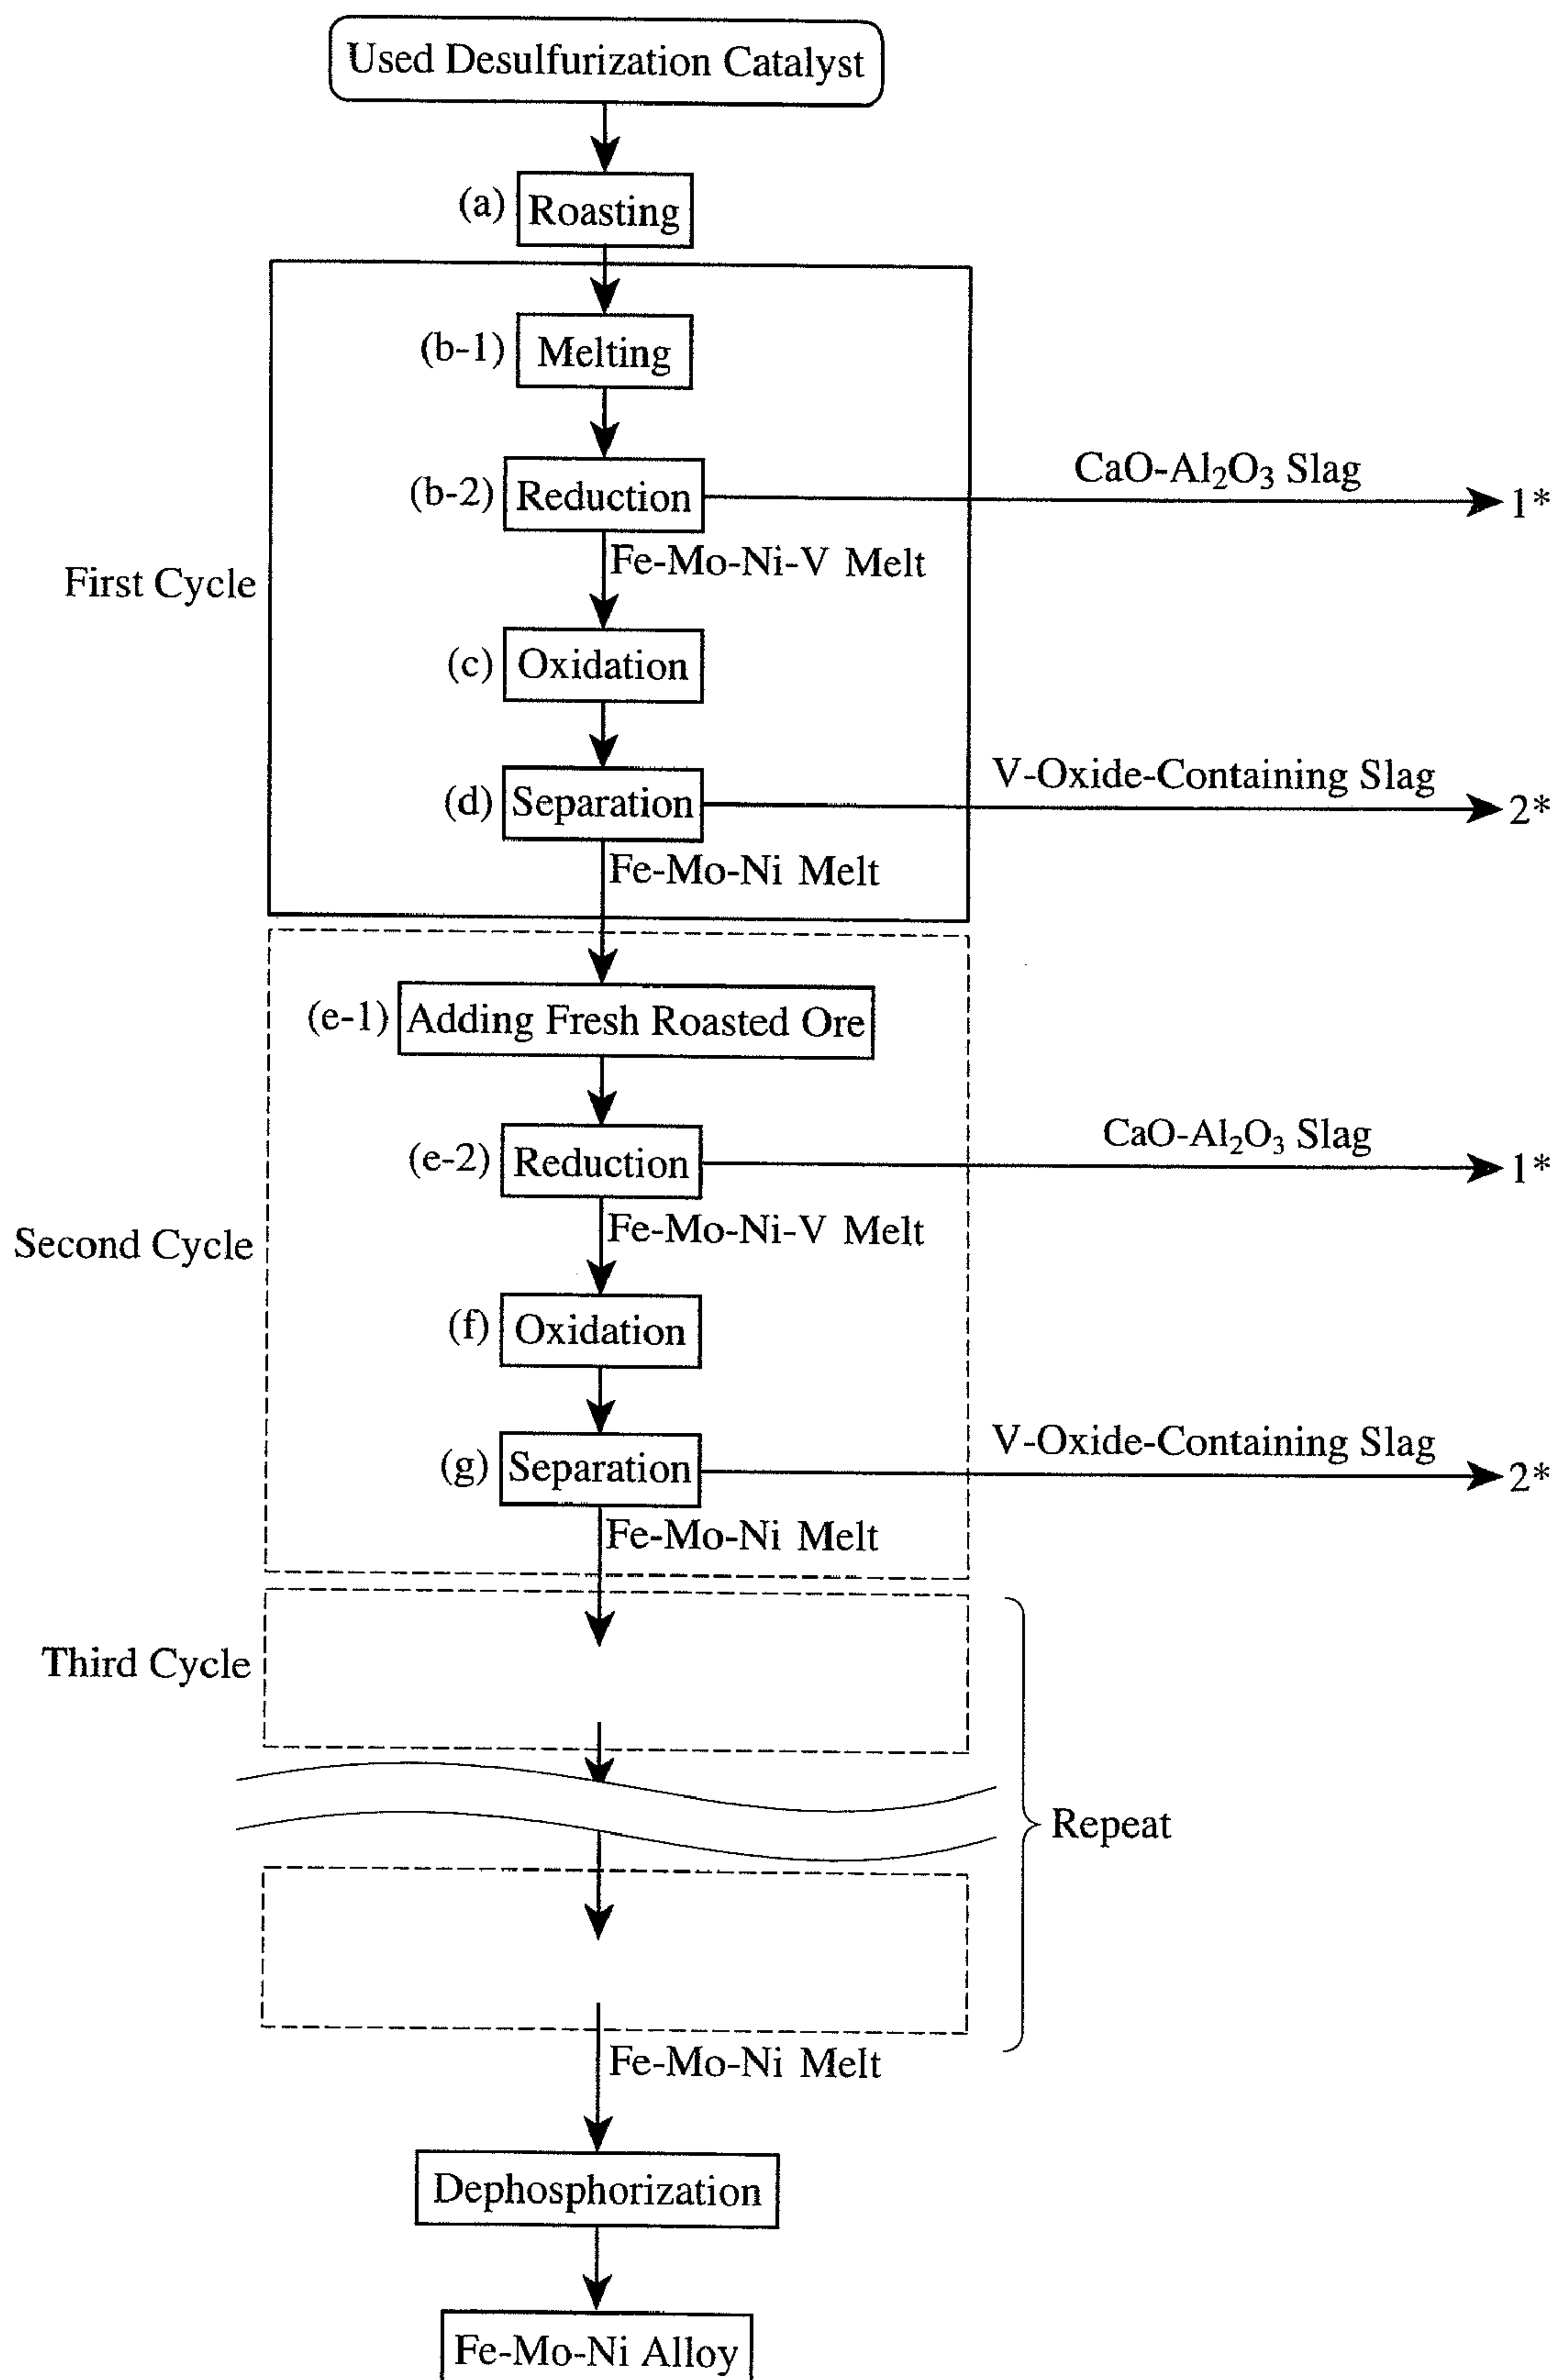 Used Desulfurization Catalyst
(a) Roasting
(b-1) Melting
(b-2) Reduction
CaO-Al₂O₃ Slag
1*
Fe-Mo-Ni-V Melt
First Cycle
(c) Oxidation
(d) Separation
V-Oxide-Containing Slag
2*
Fe-Mo-Ni Melt
(e-1) Adding Fresh Roasted Ore
(e-2) Reduction
CaO-Al₂O₃ Slag
1*
Fe-Mo-Ni-V Melt
Second Cycle
(f) Oxidation
(g) Separation
V-Oxide-Containing Slag
2*
Fe-Mo-Ni Melt
Third Cycle
Repeat
Fe-Mo-Ni Melt
Dephosphorization
Fe-Mo-Ni Alloy